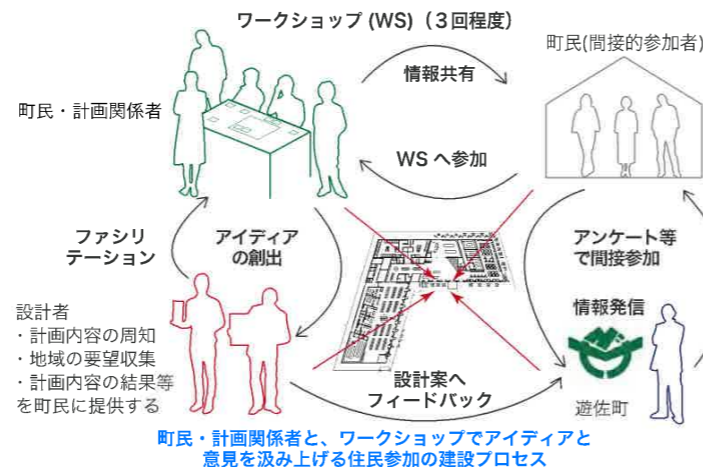 ワークショップ (WS)（３回程度）
町民(間接的参加者)
情報共有
町民・計画関係者
WS へ参加
ファシリ
テーション
アイディア
の創出
アンケート等
で間接参加
設計者
・計画内容の周知
・地域の要望収集
・計画内容の結果等
を町民に提供する
情報発信
設計案へ
フィードバック
遊佐町
町民・計画関係者と、ワークショップでアイディアと
意見を汲み上げる住民参加の建設プロセス